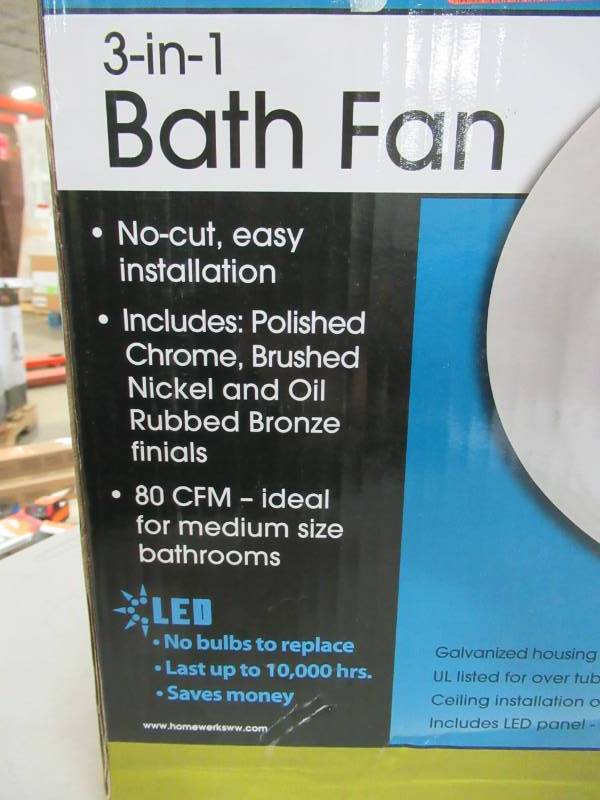 3-in-1
Bath Fan
• No-cut, easy
installation
• Includes: Polished
Chrome, Brushed
Nickel and Oil
Rubbed Bronze
finials
• 80 CFM – ideal
for medium size
bathrooms
LED
• No bulbs to replace
• Last up to 10,000 hrs.
• Saves money
www.homewerksww.com
Galvanized housing
UL listed for over tub
Ceiling installation o
Includes LED panel -